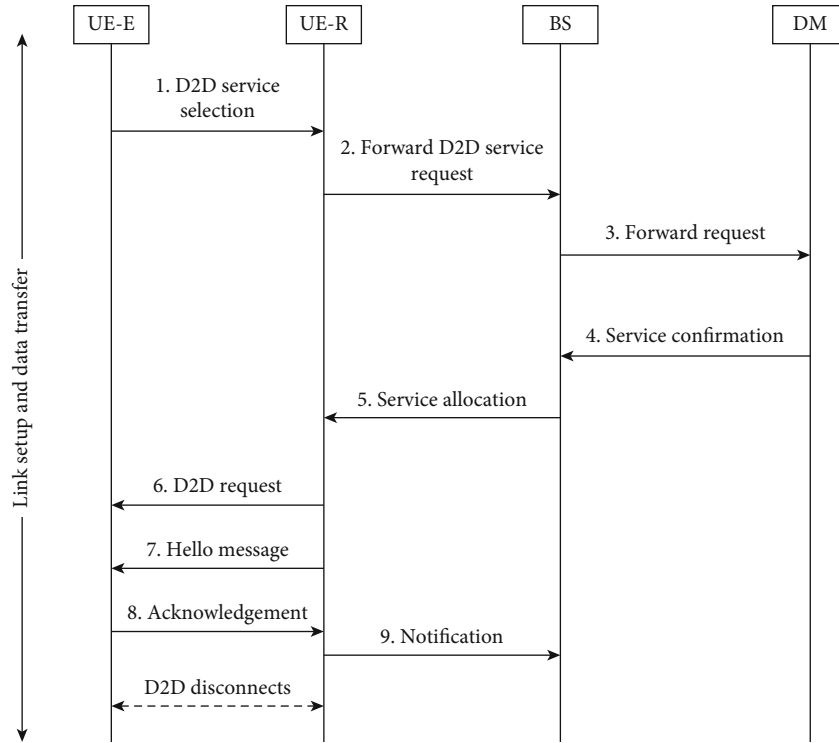 UE-E
UE-R
BS
DM
1. D2D service
selection
2. Forward D2D service
request
3. Forward request
4. Service confirmation
5. Service allocation
6. D2D request
7. Hello message
8. Acknowledgement
9. Notification
D2D disconnects
Link setup and data transfer